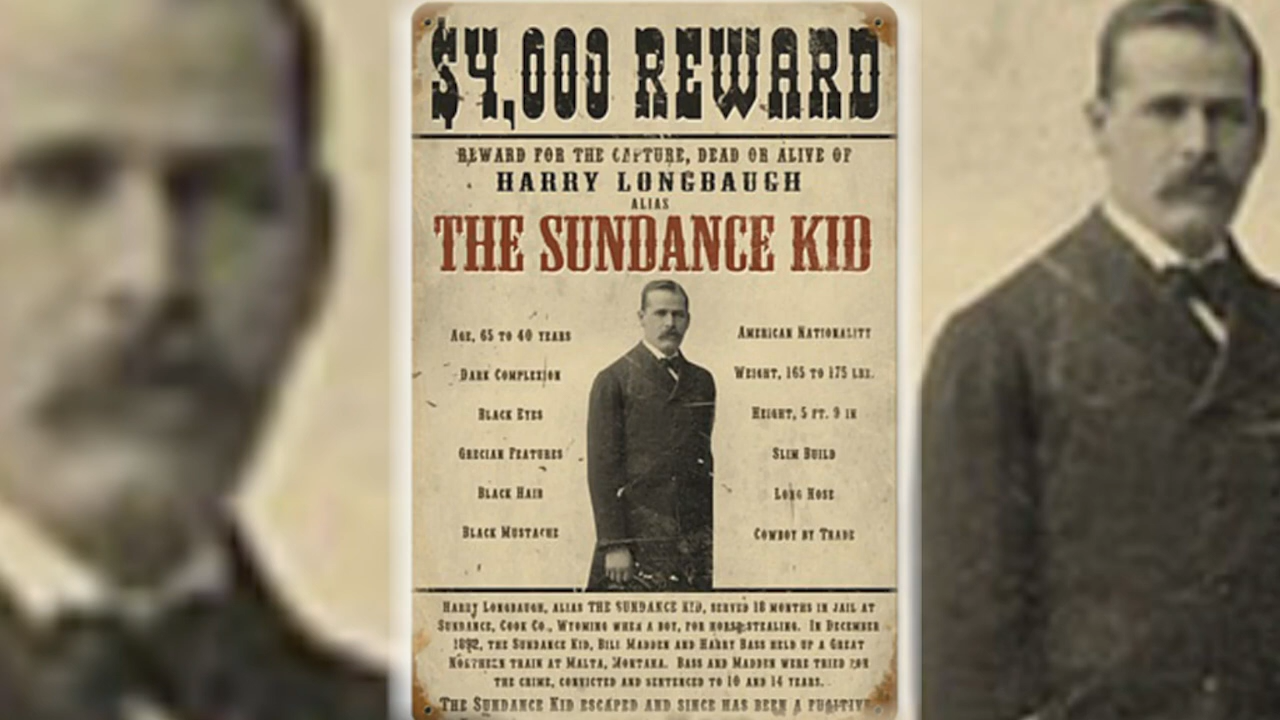 $4,000 REWARD
REWARD FOR THE CAPTURE, DEAD OR ALIVE OF
HARRY LONGBAUGH
ALIAS
THE SUNDANCE KID
AGE, 65 TO 40 YEARS
DARK COMPLEXION
BLACK EYES
GRECIAN FEATURES
BLACK HAIR
BLACK MUSTACHE
AMERICAN NATIONALITY
WEIGHT, 165 TO 175 LBS.
HEIGHT, 5 FT. 9 IN
SLIM BUILD
LONG NOSE
COWBOY BY TRADE
HARRY LONGBAUGH, ALIAS THE SUNDANCE KID, SERVED 18 MONTHS IN JAIL AT
SUNDANCE, COOK CO., WYOMING WHEN A BOY, FOR HORSE STEALING. IN DECEMBER
1892, THE SUNDANCE KID, BILL MADDEN AND HARRY BASS HELD UP A GREAT
NORTHERN TRAIN AT MALTA, MONTANA. BASS AND MADDEN WERE TRIED FOR
THE CRIME, CONVICTED AND SENTENCED TO 10 AND 14 YEARS.
THE SUNDANCE KID ESCAPED AND SINCE HAS BEEN A FUGITIVE